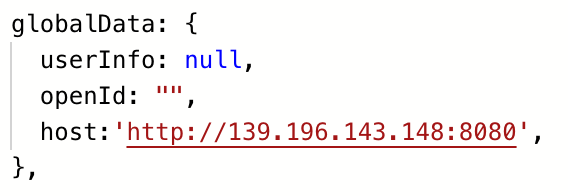 globalData: {
userInfo: null,
openId: "",
host:'http://139.196.143.148:8080',
},